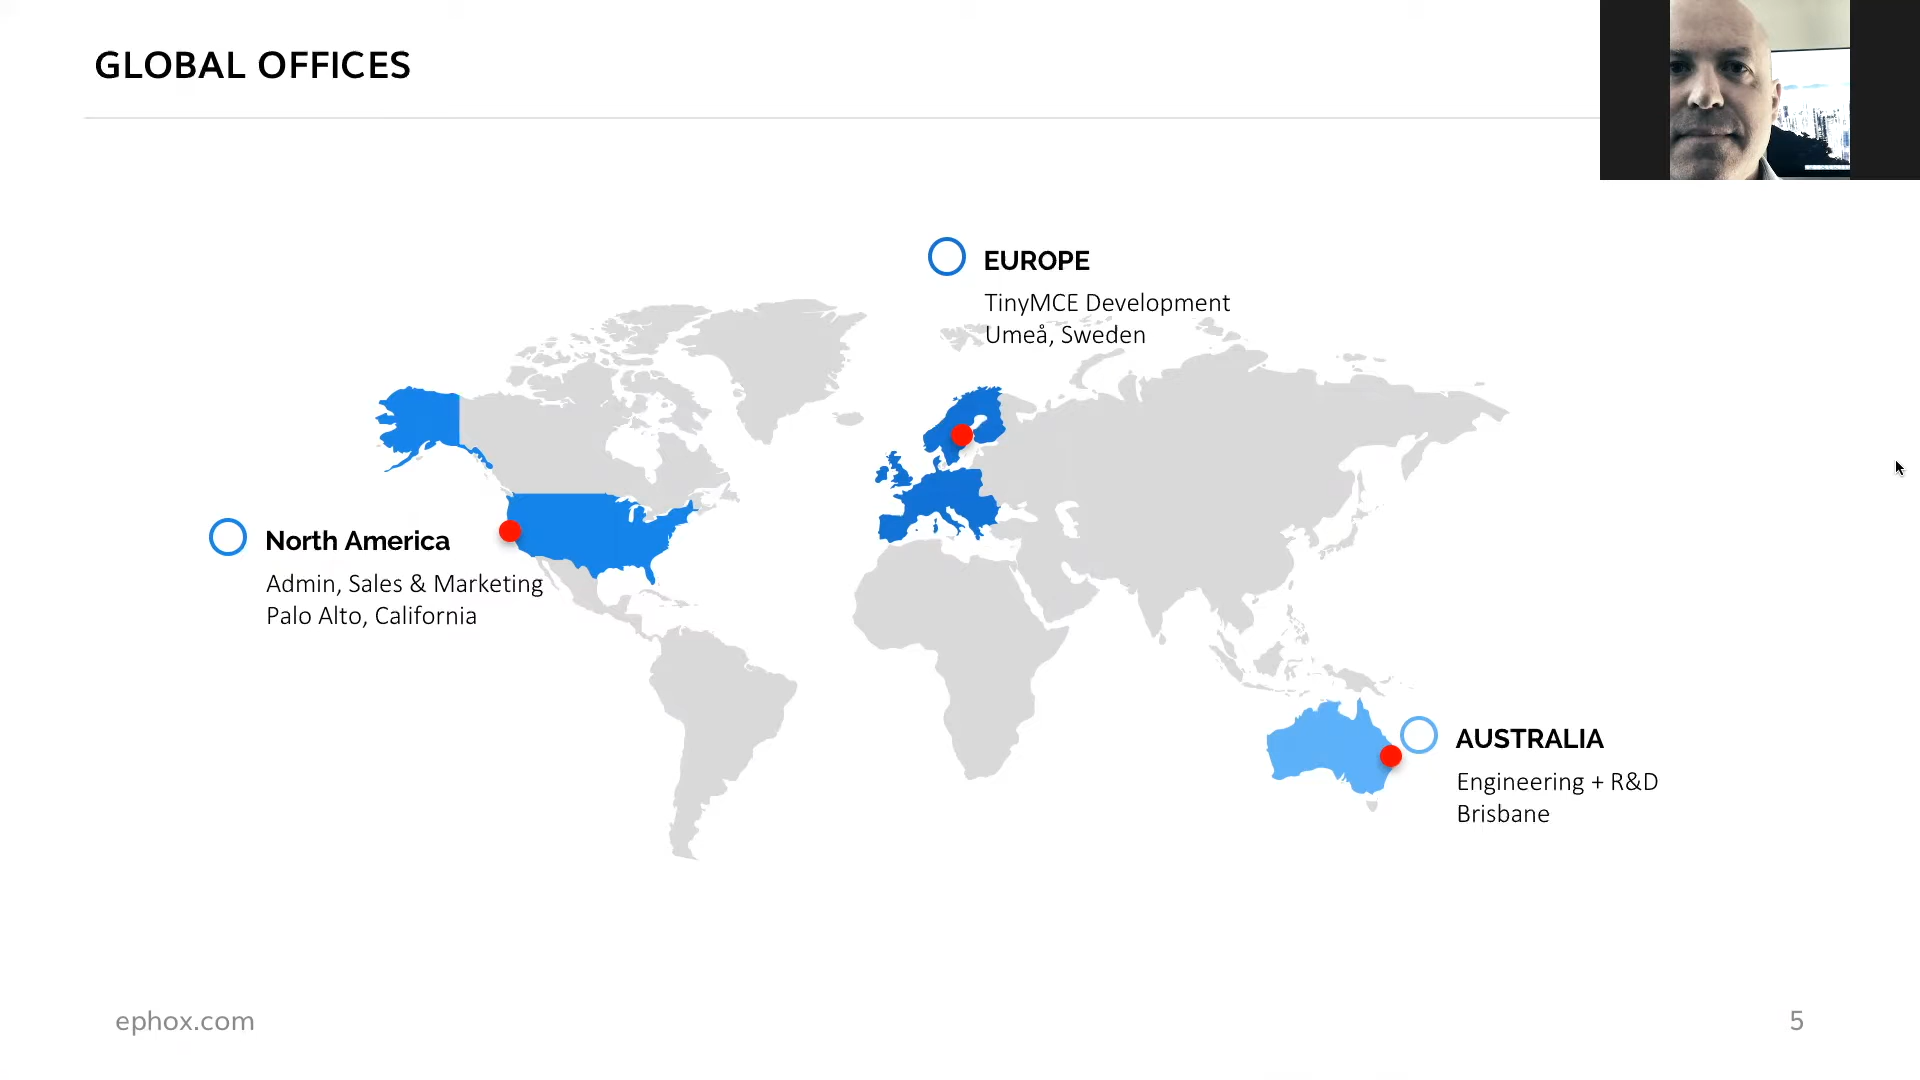 GLOBAL OFFICES
EUROPE
TinyMCE Development
Umeå, Sweden
North America
Admin, Sales & Marketing
Palo Alto, California
AUSTRALIA
Engineering + R&D
Brisbane
ephox.com
5